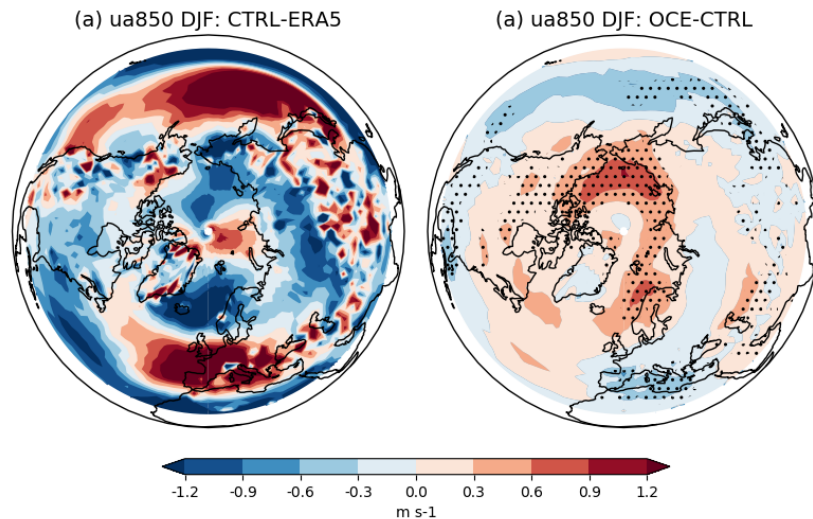 (a) ua850 DJF: CTRL-ERA5
(a) ua850 DJF: OCE-CTRL
-1.2 -0.9 -0.6 -0.3 0.0 0.3 0.6 0.9 1.2
m s-1